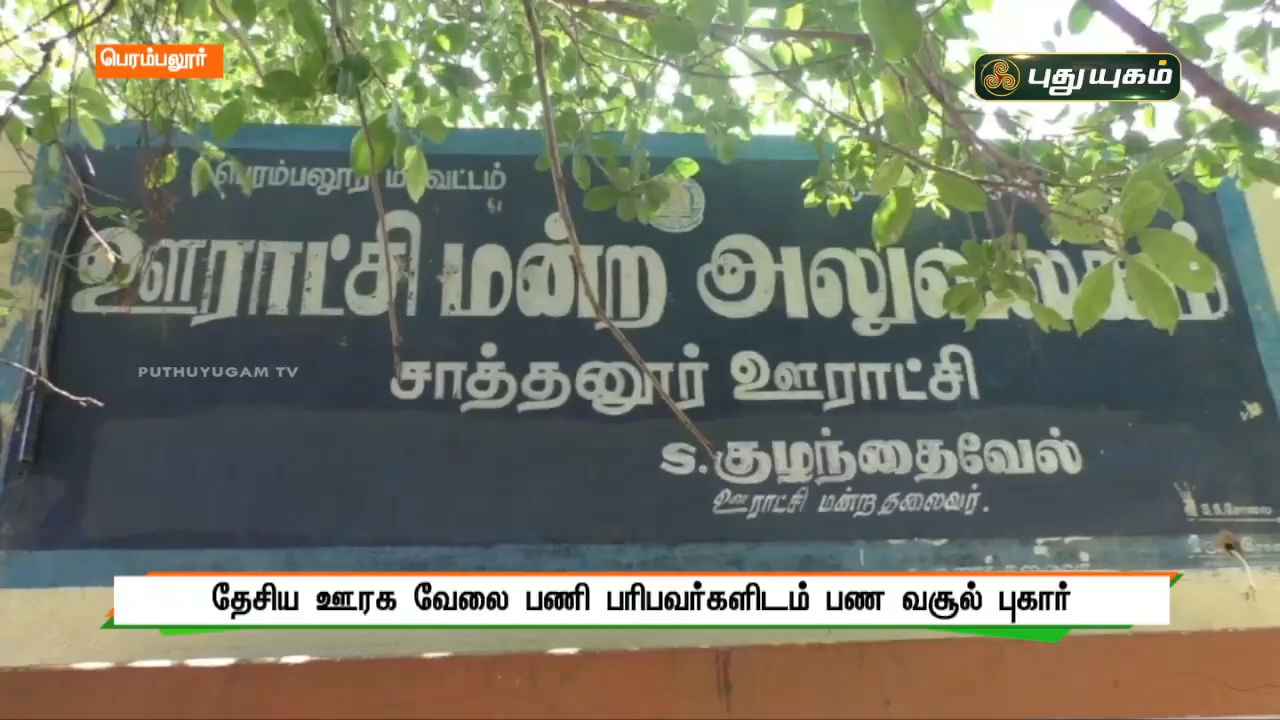 பெரம்பலூர்
புதுயுகம்
பெரம்பலூர் மாவட்டம்
ஊராட்சி மன்ற அலுவலகம்
PUTHUYUGAM TV
சாத்தனூர் ஊராட்சி
S.குழந்தைவேல்
ஊராட்சி மன்ற தலைவர்.
தேசிய ஊரக வேலை பணி பரிபவர்களிடம் பண வசூல் புகார்